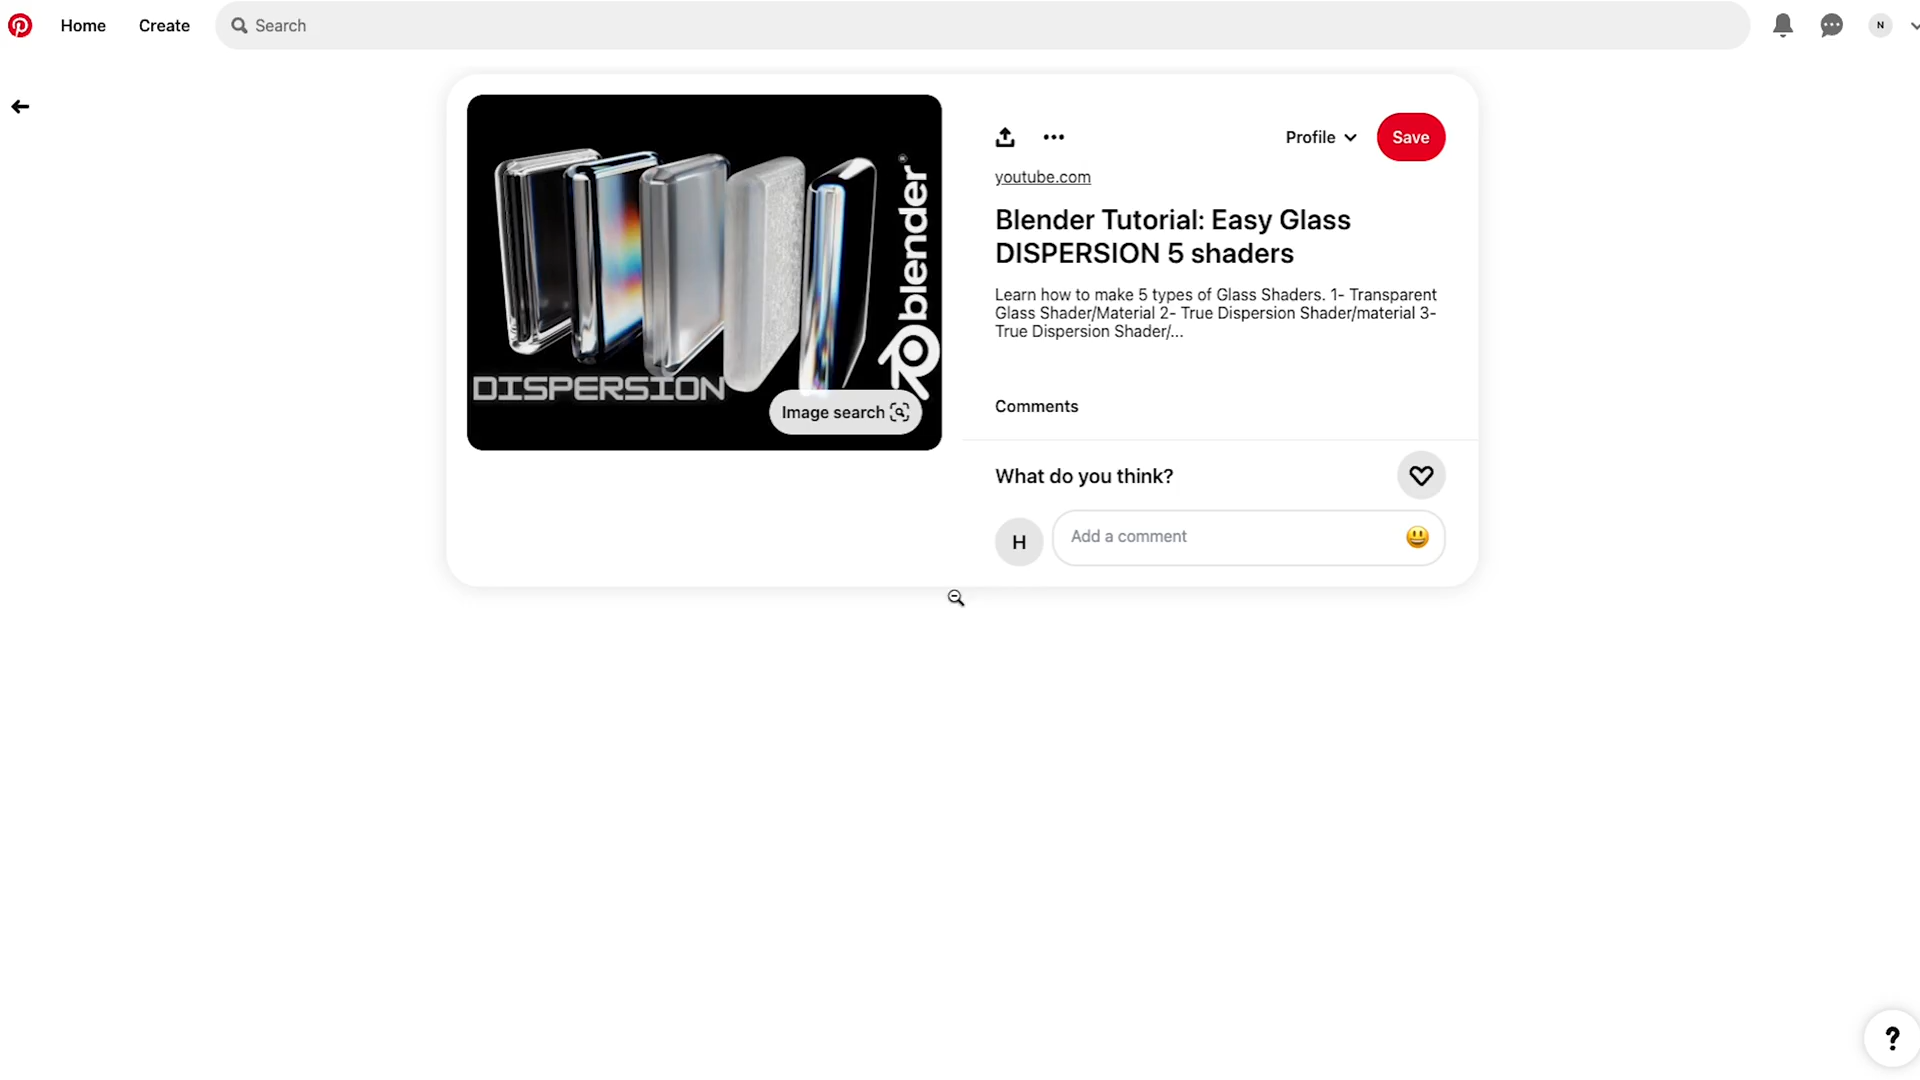 Home
Create
Search
N
DISPERSION
blender
Image search
Profile
Save
youtube.com
Blender Tutorial: Easy Glass
DISPERSION 5 shaders
Learn how to make 5 types of Glass Shaders. 1- Transparent
Glass Shader/Material 2- True Dispersion Shader/material 3-
True Dispersion Shader/...
Comments
What do you think?
H
Add a comment
?